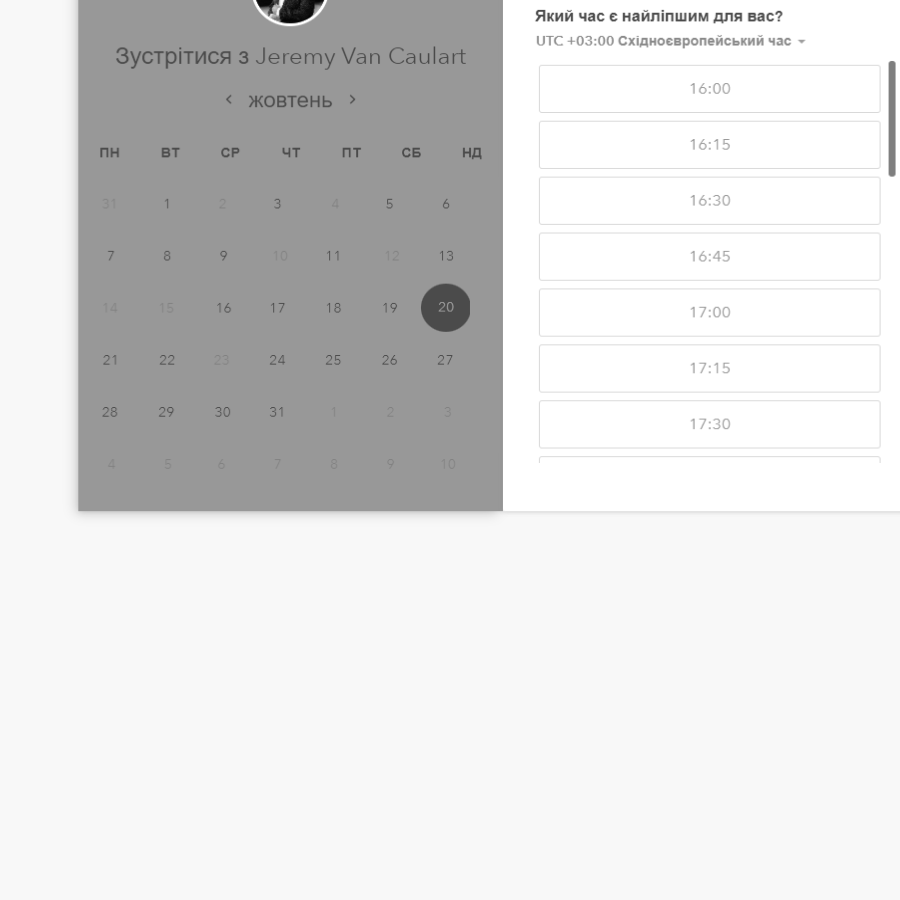 Зустрітися з Jeremy Van Caulart
жовтень
ПН ВТ СР ЧТ ПТ СБ НД
31 1 2 3 4 5 6
7 8 9 10 11 12 13
14 15 16 17 18 19 20
21 22 23 24 25 26 27
28 29 30 31 1 2 3
4 5 6 7 8 9 10
Який час є найліпшим для вас?
UTC +03:00 Східноєвропейський час
16:00
16:15
16:30
16:45
17:00
17:15
17:30